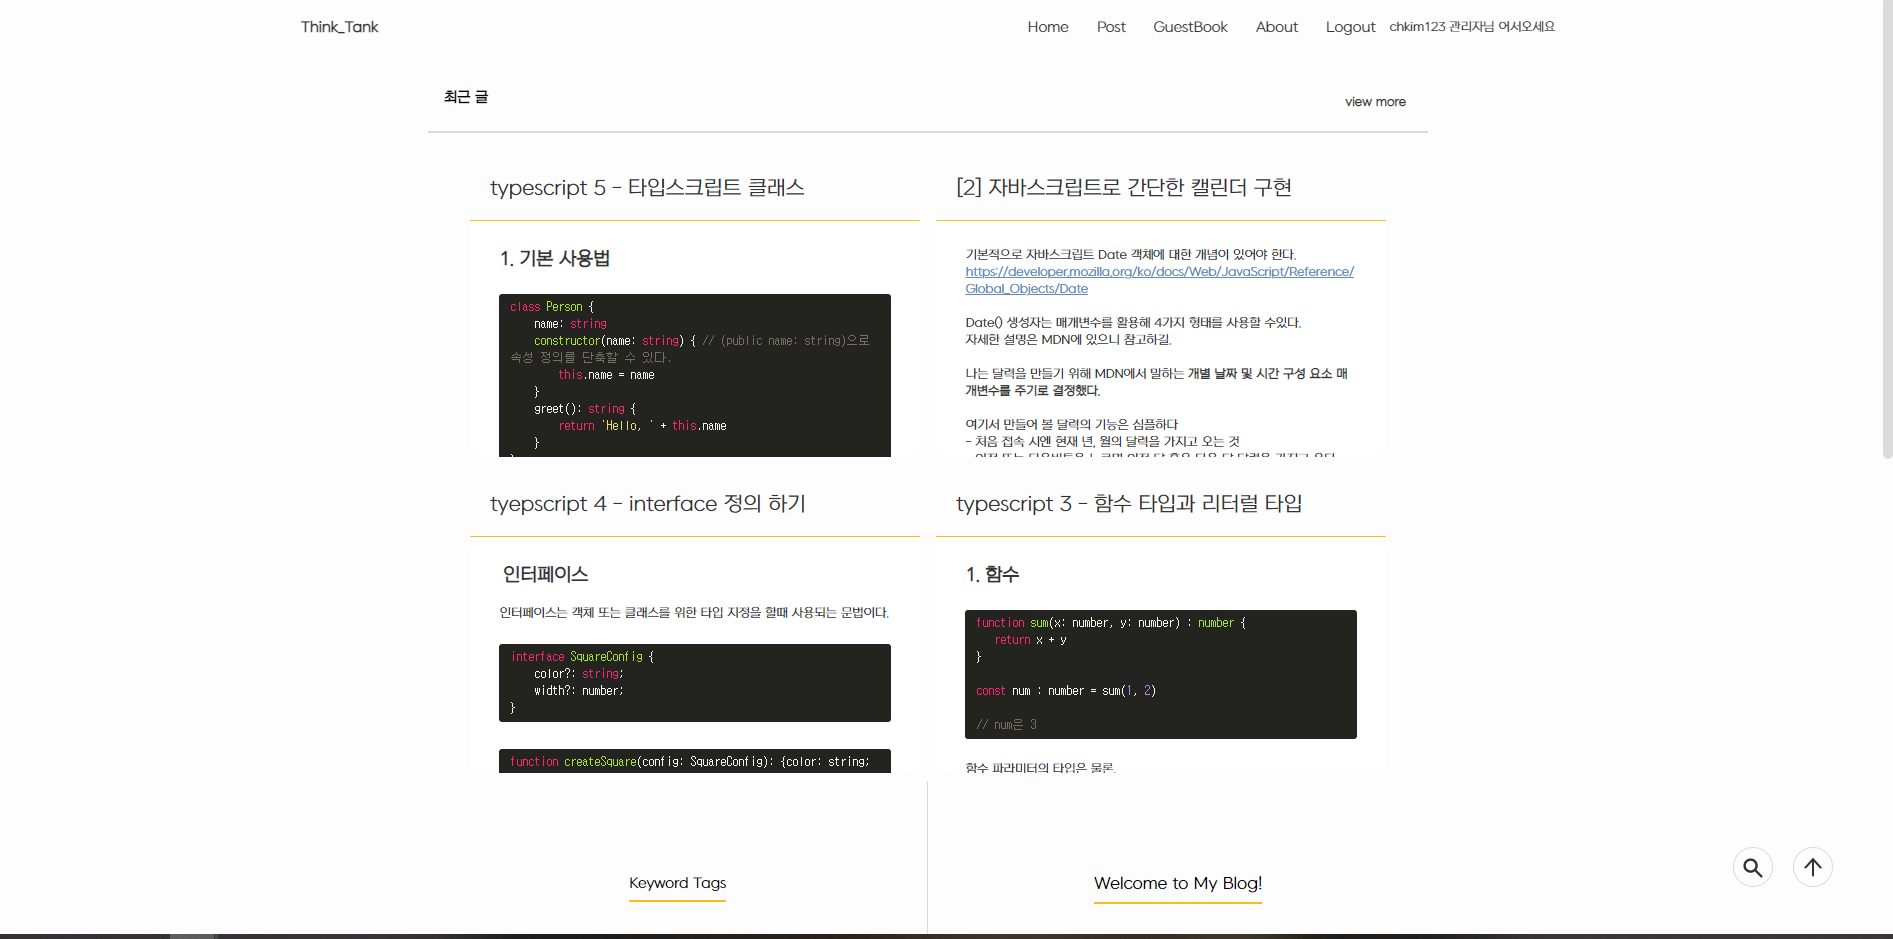 Think_Tank
Home Post GuestBook About Logout chkim123 관리자님 어서오세요
최근 글
view more
typescript 5 - 타입스크립트 클래스
1. 기본 사용법
class Person {
name: string
constructor(name: string) { // (public name: string)으로
속성 정의를 단축할 수 있다.
this.name = name
}
greet(): string {
return `Hello, ` + this.name
}
[2] 자바스크립트로 간단한 캘린더 구현
기본적으로 자바스크립트 Date 객체에 대한 개념이 있어야 한다.
https://developer.mozilla.org/ko/docs/Web/JavaScript/Reference/
Global_Objects/Date
Date() 생성자는 매개변수를 활용해 4가지 형태를 사용할 수있다.
자세한 설명은 MDN에 있으니 참고하길.
나는 달력을 만들기 위해 MDN에서 말하는 개별 날짜 및 시간 구성 요소 매
개변수를 주기로 결정했다.
여기서 만들어 볼 달력의 기능은 심플하다
- 처음 접속 시엔 현재 년, 월의 달력을 가지고 오는 것
tyepscript 4 - interface 정의 하기
인터페이스
인터페이스는 객체 또는 클래스를 위한 타입 지정을 할때 사용되는 문법이다.
interface SquareConfig {
color?: string;
width?: number;
}
function createSquare(config: SquareConfig): {color: string;
typescript 3 - 함수 타입과 리터럴 타입
1. 함수
function sum(x: number, y: number) : number {
return x + y
}
const num : number = sum(1, 2)
// num은 3
함수 파라미터의 타입은 물론,
Keyword Tags
Welcome to My Blog!